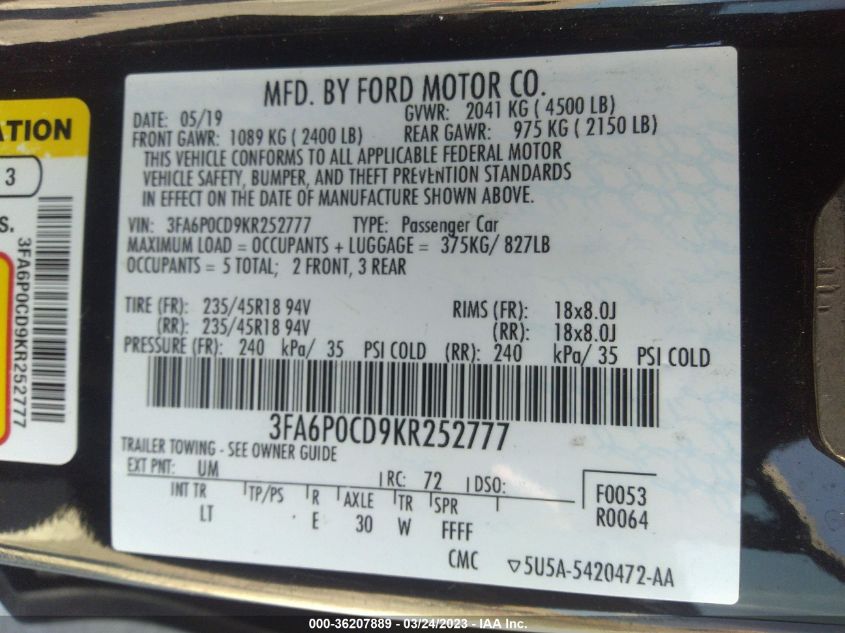 MFD. BY FORD MOTOR CO.
DATE: 05/19 GVWR: 2041 KG ( 4500 LB)
FRONT GAWR: 1089 KG ( 2400 LB) REAR GAWR: 975 KG ( 2150 LB)
THIS VEHICLE CONFORMS TO ALL APPLICABLE FEDERAL MOTOR
VEHICLE SAFETY, BUMPER, AND THEFT PREVENTION STANDARDS
IN EFFECT ON THE DATE OF MANUFACTURE SHOWN ABOVE.
VIN: 3FA6P0CD9KR252777 TYPE: Passenger Car
MAXIMUM LOAD = OCCUPANTS + LUGGAGE = 375KG/ 827LB
OCCUPANTS = 5 TOTAL; 2 FRONT, 3 REAR
TIRE (FR): 235/45R18 94V RIMS (FR): 18x8.0J
(RR): 235/45R18 94V (RR): 18x8.0J
PRESSURE (FR): 240 kPa/ 35 PSI COLD (RR): 240 kPa/ 35 PSI COLD
3FA6P0CD9KR252777
TRAILER TOWING - SEE OWNER GUIDE
EXT PNT: UM RC: 72 DSO:
INT TR TP/PS R AXLE TR SPR
LT E 30 W FFFF
F0053
R0064
CMC ▽5U5A-5420472-AA
ATION
3
S.
3FA6P0CD9KR252777
000-36207889 - 03/24/2023 - IAA Inc.